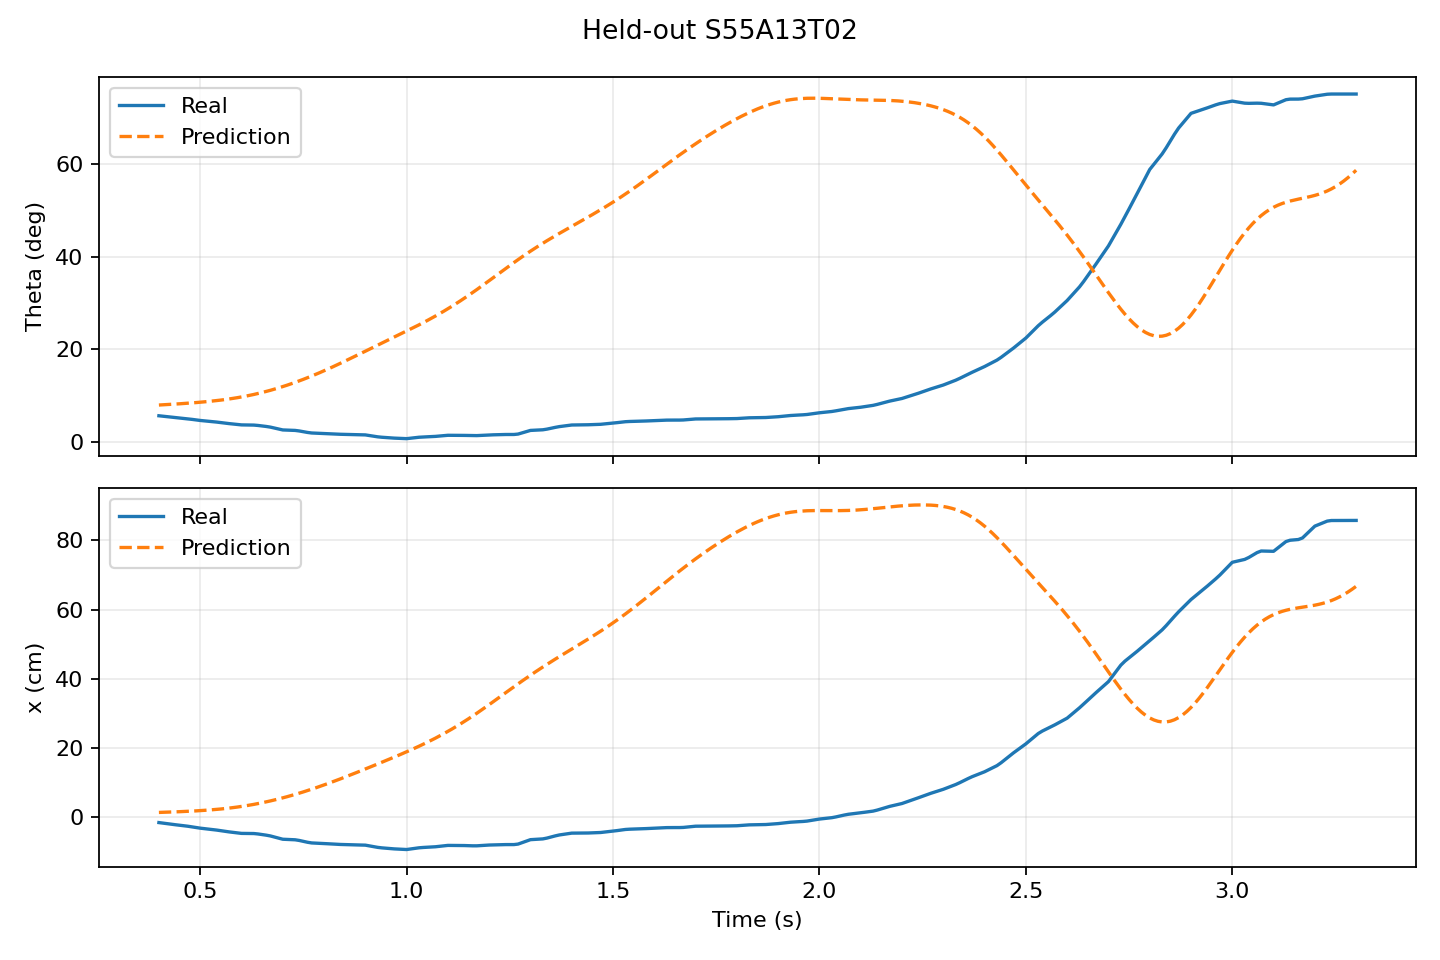 Held-out S55A13T02
Real
Prediction
Theta (deg)
60
40
20
0
Real
Prediction
x (cm)
80
60
40
20
0
0.5 1.0 1.5 2.0 2.5 3.0
Time (s)